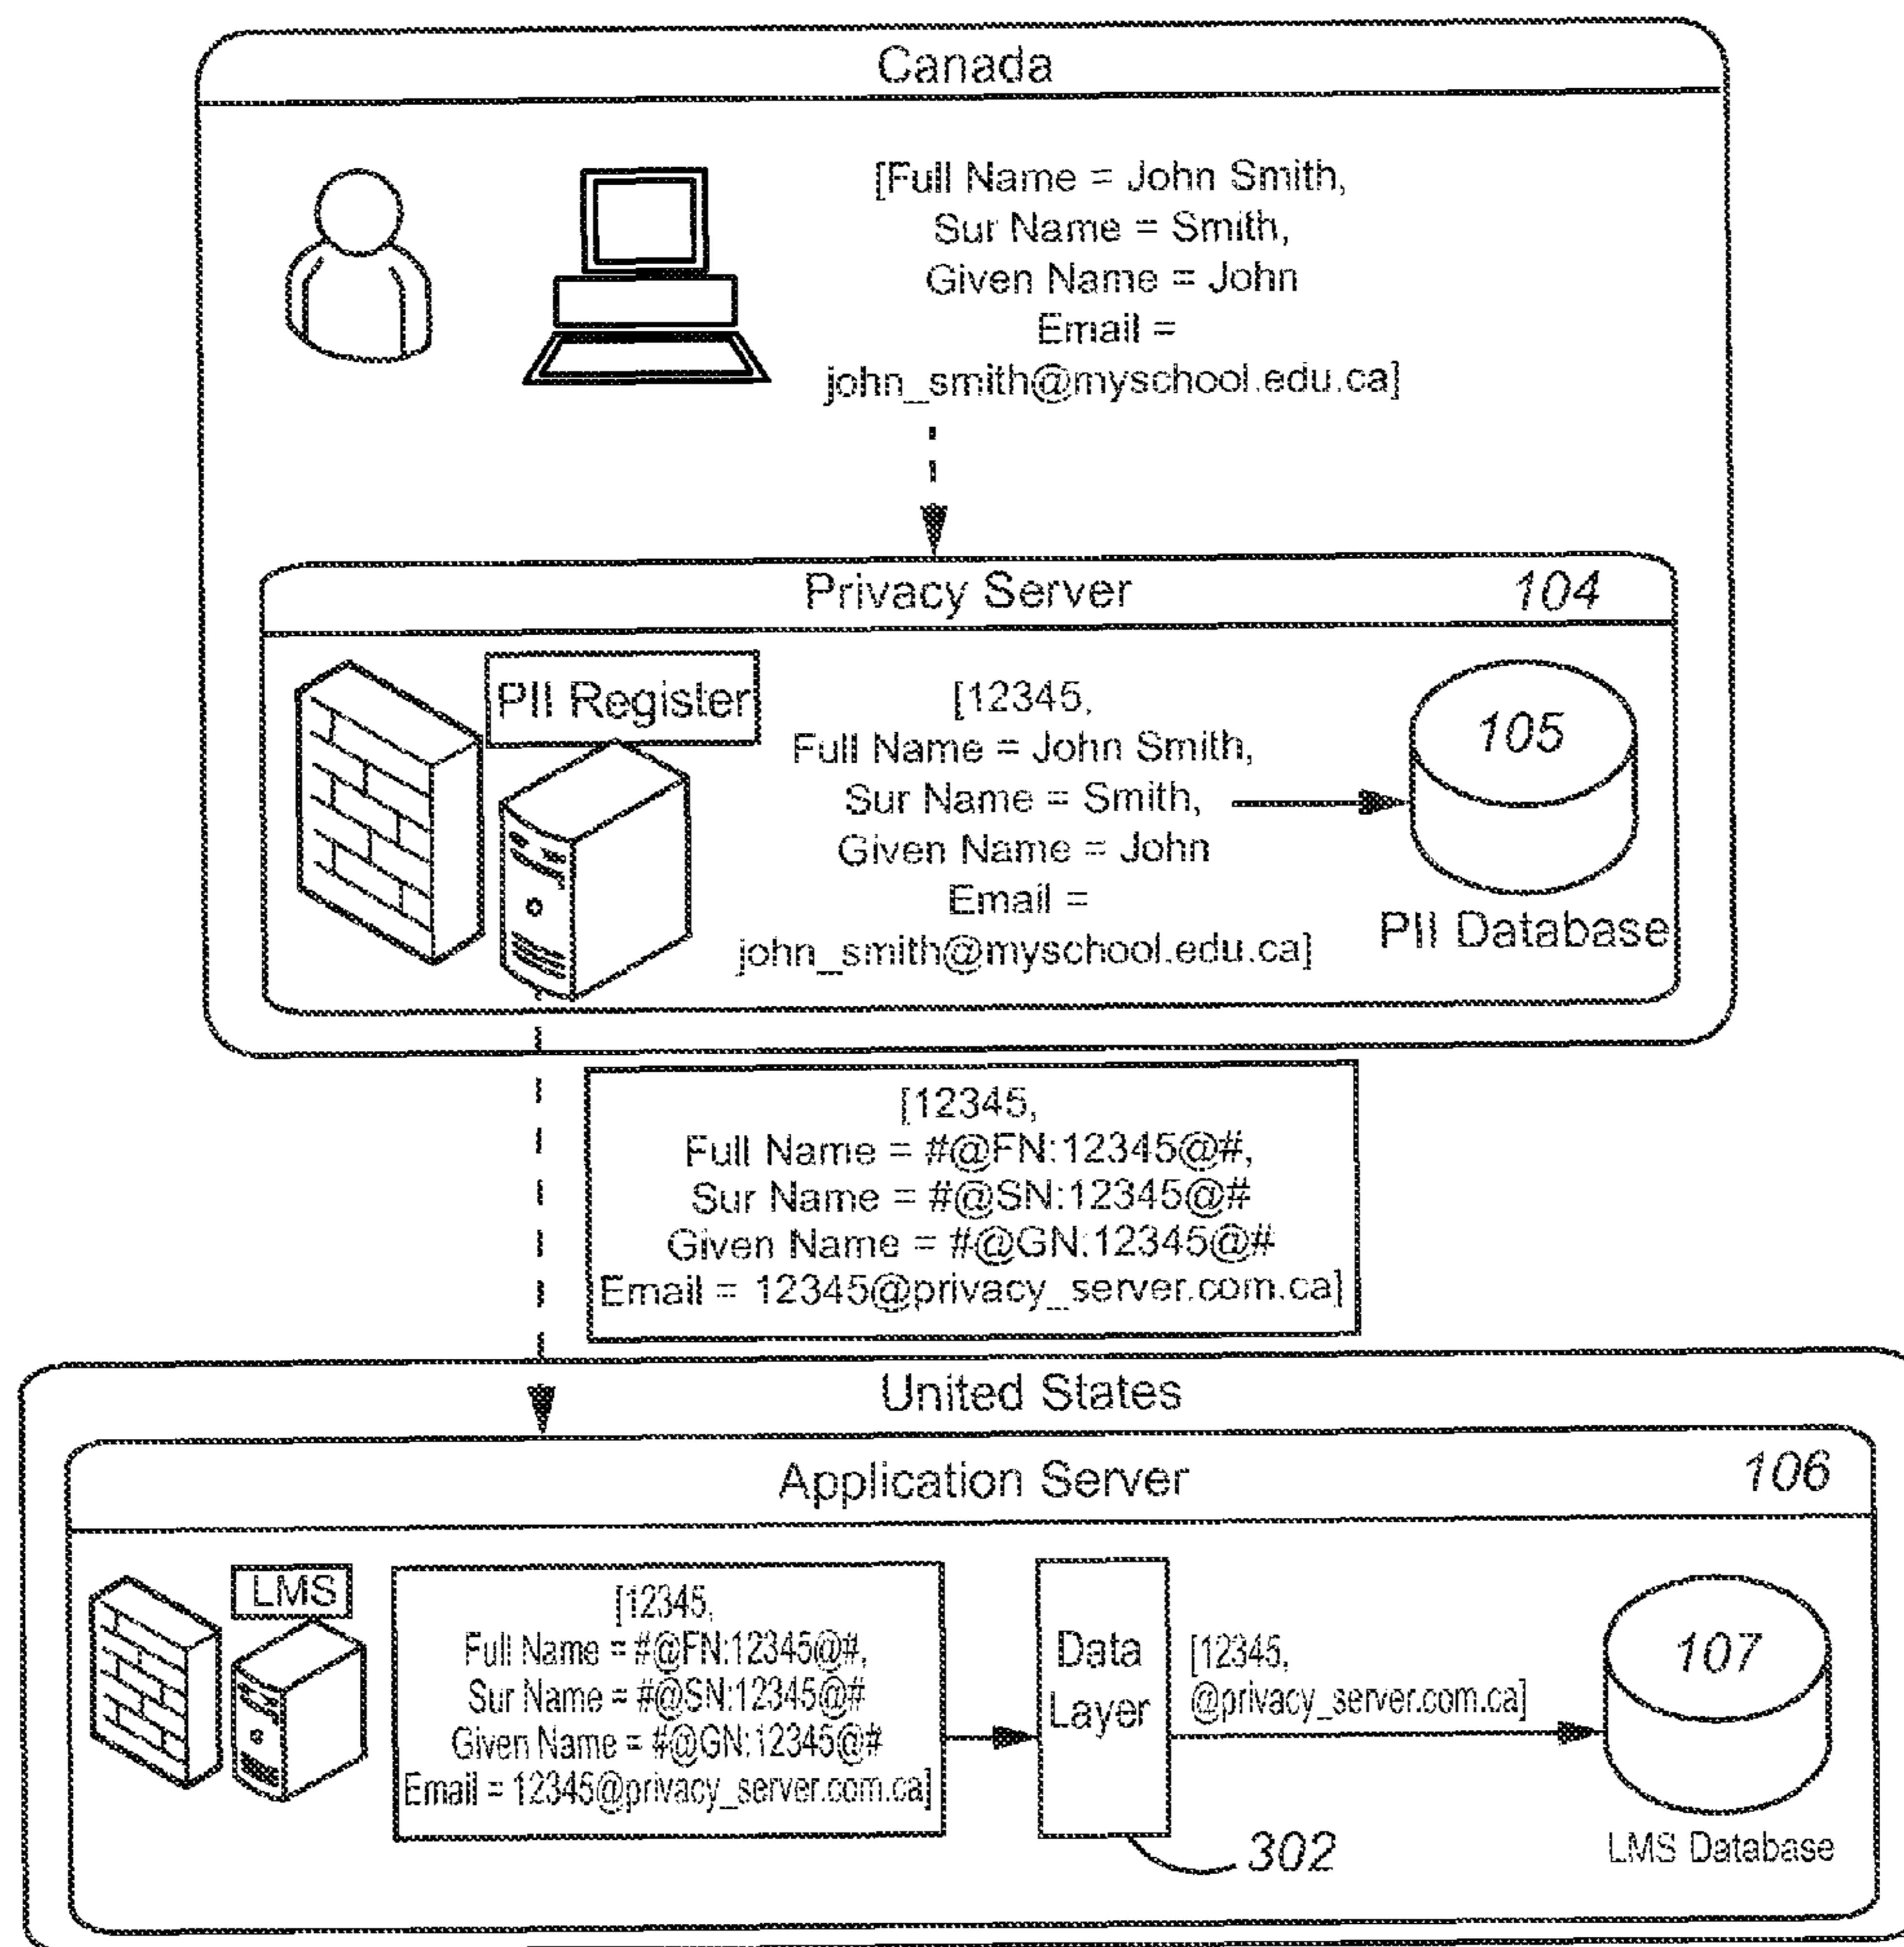 Canada
[Full Name = John Smith,
Sur Name = Smith,
Given Name = John
Email =
john_smith@myschool.edu.ca]
Privacy Server
104
PII Register
[12345,
Full Name = John Smith,
Sur Name = Smith,
Given Name = John
Email =
john_smith@myschool.edu.ca]
105
PII Database
[12345,
Full Name = #@FN:12345@#,
Sur Name = #@SN:12345@#
Given Name = #@GN:12345@#
Email = 12345@privacy_server.com.ca]
United States
Application Server
106
LMS
[12345,
Full Name = #@FN:12345@#,
Sur Name = #@SN:12345@#
Given Name = #@GN:12345@#
Email = 12345@privacy_server.com.ca]
Data
Layer
302
[12345,
@privacy_server.com.ca]
107
LMS Database